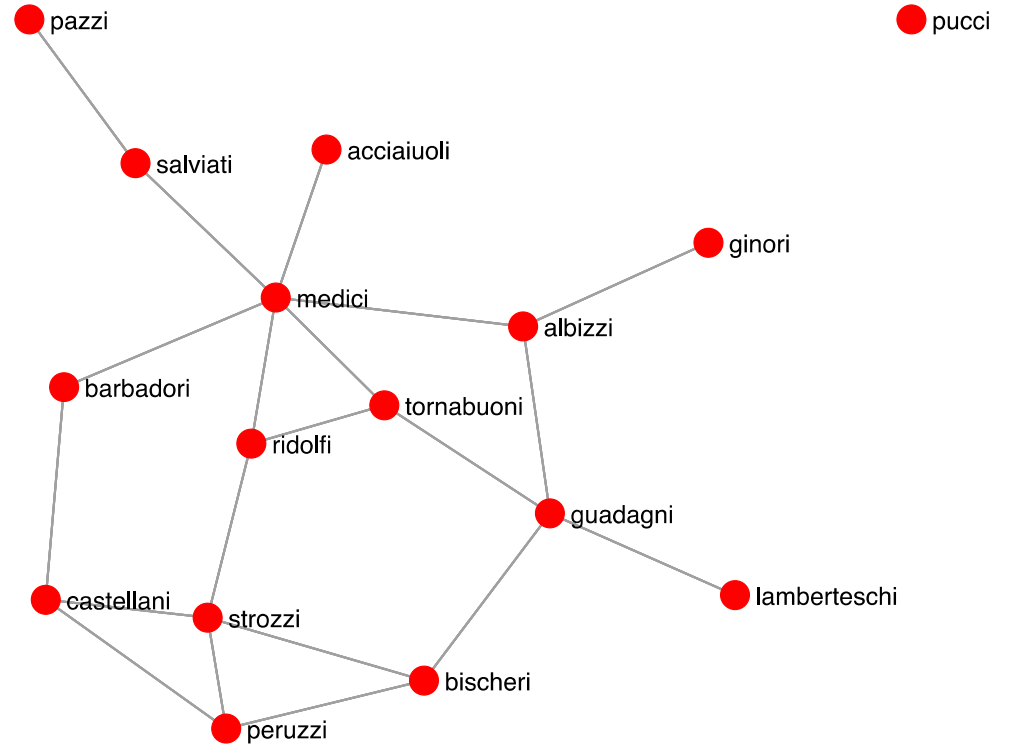 pazzi
pucci
acciaiuoli
salviati
ginori
medici
albizzi
barbadori
tornabuoni
ridolfi
guadagni
lamberteschi
castellani
strozzi
bischeri
peruzzi